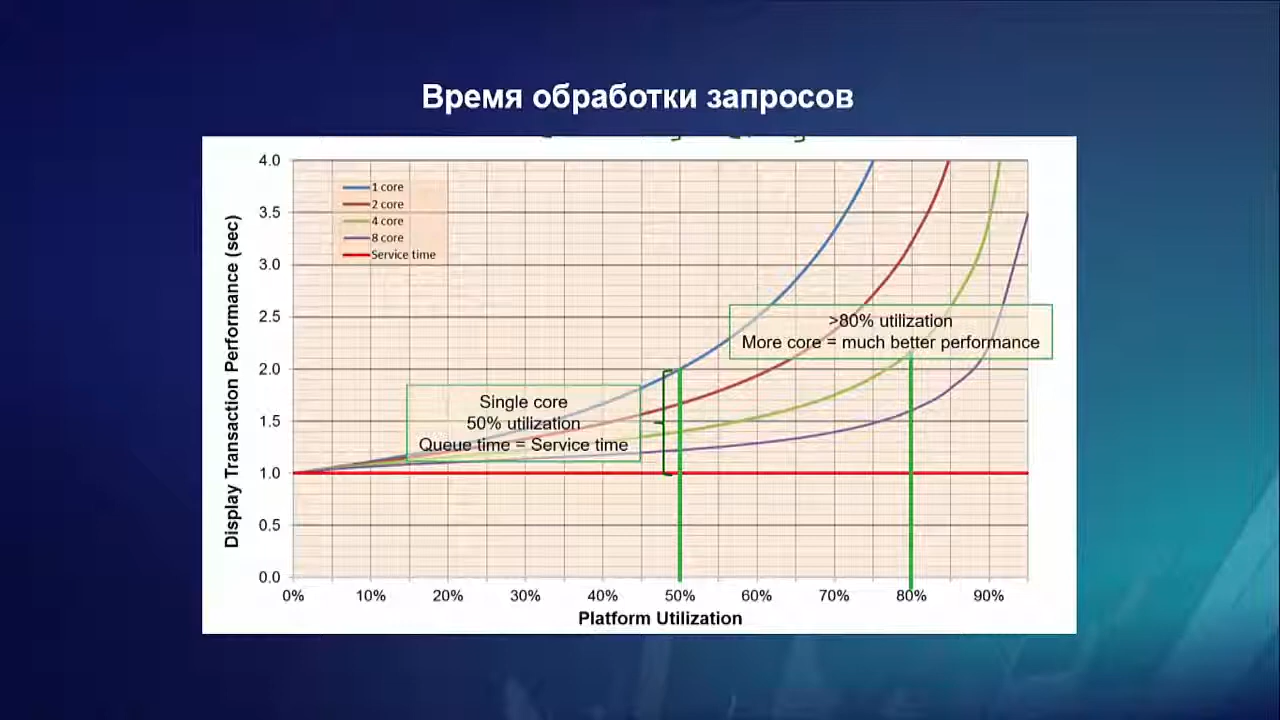 Время обработки запросов
4.0
3.5
3.0
2.5
2.0
1.5
1.0
0.5
0.0
Display Transaction Performance (sec)
1 core
2 core
4 core
8 core
Service time
>80% utilization
More core = much better performance
Single core
50% utilization
Queue time = Service time
0% 10% 20% 30% 40% 50% 60% 70% 80% 90%
Platform Utilization